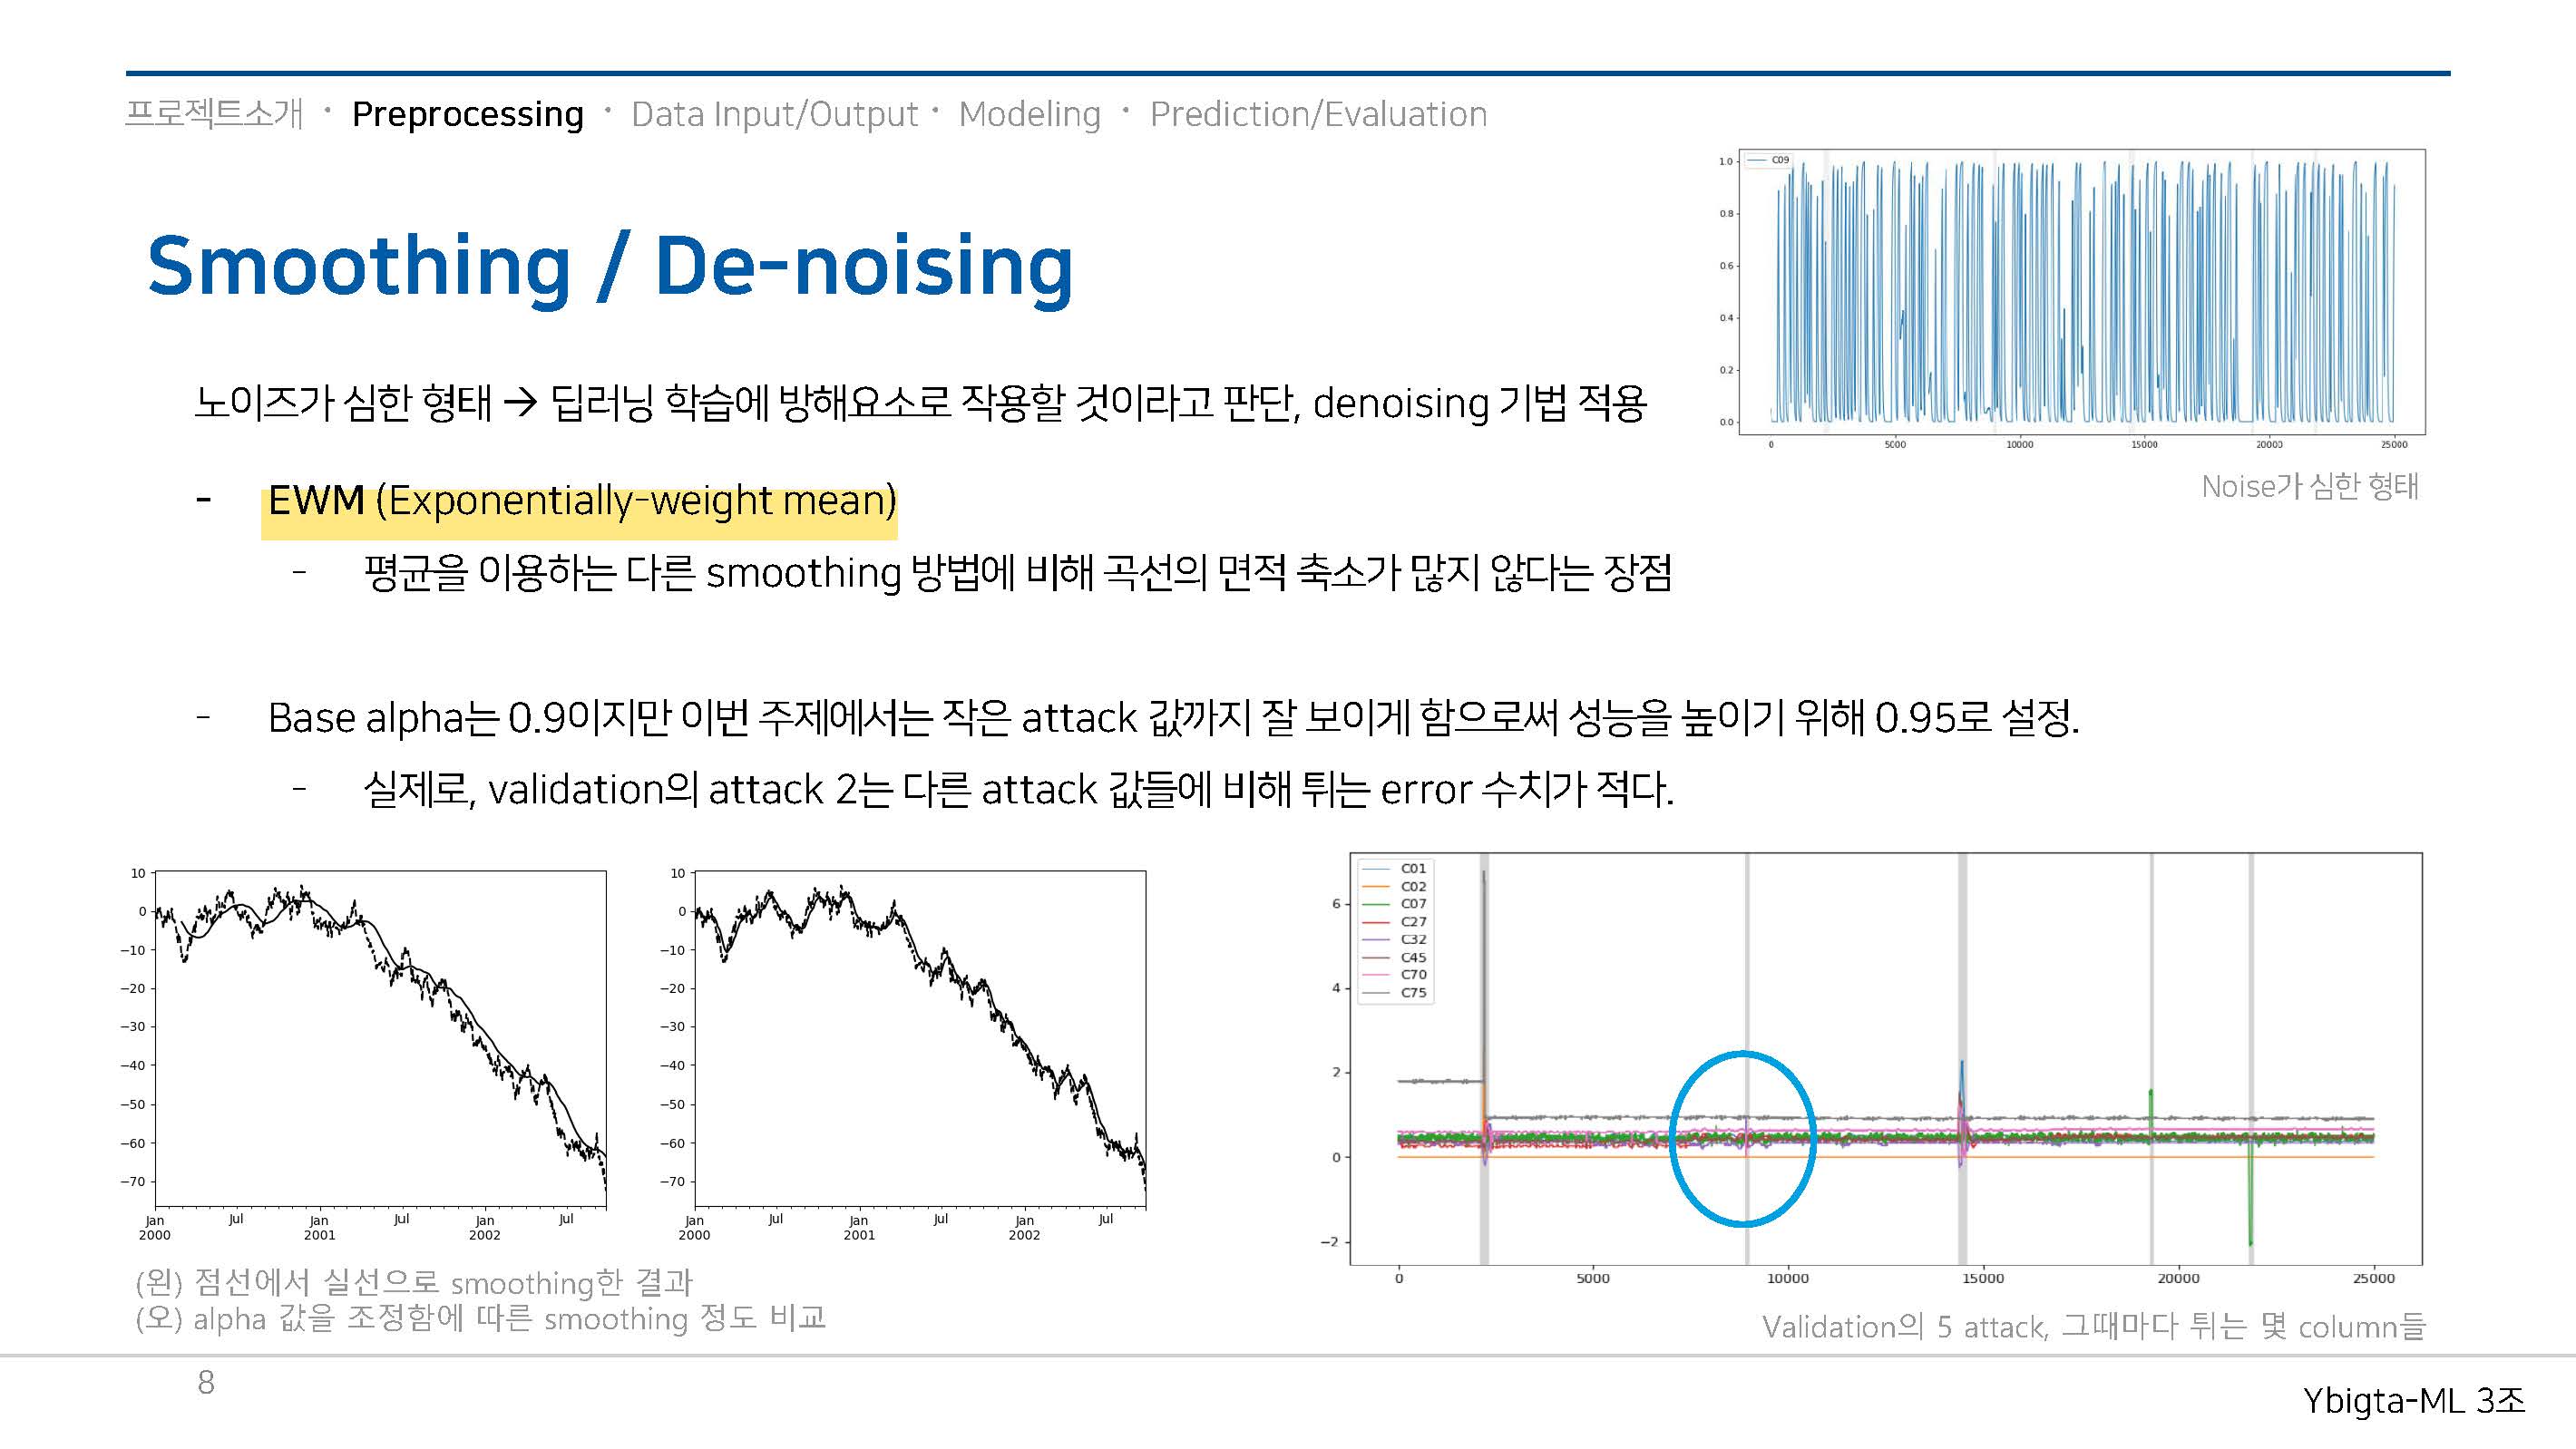 프로젝트소개 · Preprocessing · Data Input/Output · Modeling · Prediction/Evaluation
Smoothing / De-noising
노이즈가 심한 형태 → 딥러닝 학습에 방해요소로 작용할 것이라고 판단, denoising 기법 적용
1.0
0.8
0.6
0.4
0.2
0.0
C09
0 5000 10000 15000 20000 25000
Noise가 심한 형태
- EWM (Exponentially-weight mean)
- 평균을 이용하는 다른 smoothing 방법에 비해 곡선의 면적 축소가 많지 않다는 장점
- Base alpha는 0.9이지만 이번 주제에서는 작은 attack 값까지 잘 보이게 함으로써 성능을 높이기 위해 0.95로 설정.
- 실제로, validation의 attack 2는 다른 attack 값들에 비해 튀는 error 수치가 적다.
10
0
−10
−20
−30
−40
−50
−60
−70
Jan Jul Jan Jul Jan Jul
2000 2001 2002
10
0
−10
−20
−30
−40
−50
−60
−70
Jan Jul Jan Jul Jan Jul
2000 2001 2002
(왼) 점선에서 실선으로 smoothing한 결과
(오) alpha 값을 조정함에 따른 smoothing 정도 비교
C01
C02
C07
C27
C32
C45
C70
C75
6
4
2
0
−2
0 5000 10000 15000 20000 25000
Validation의 5 attack, 그때마다 튀는 몇 column들
8
Ybigta-ML 3조